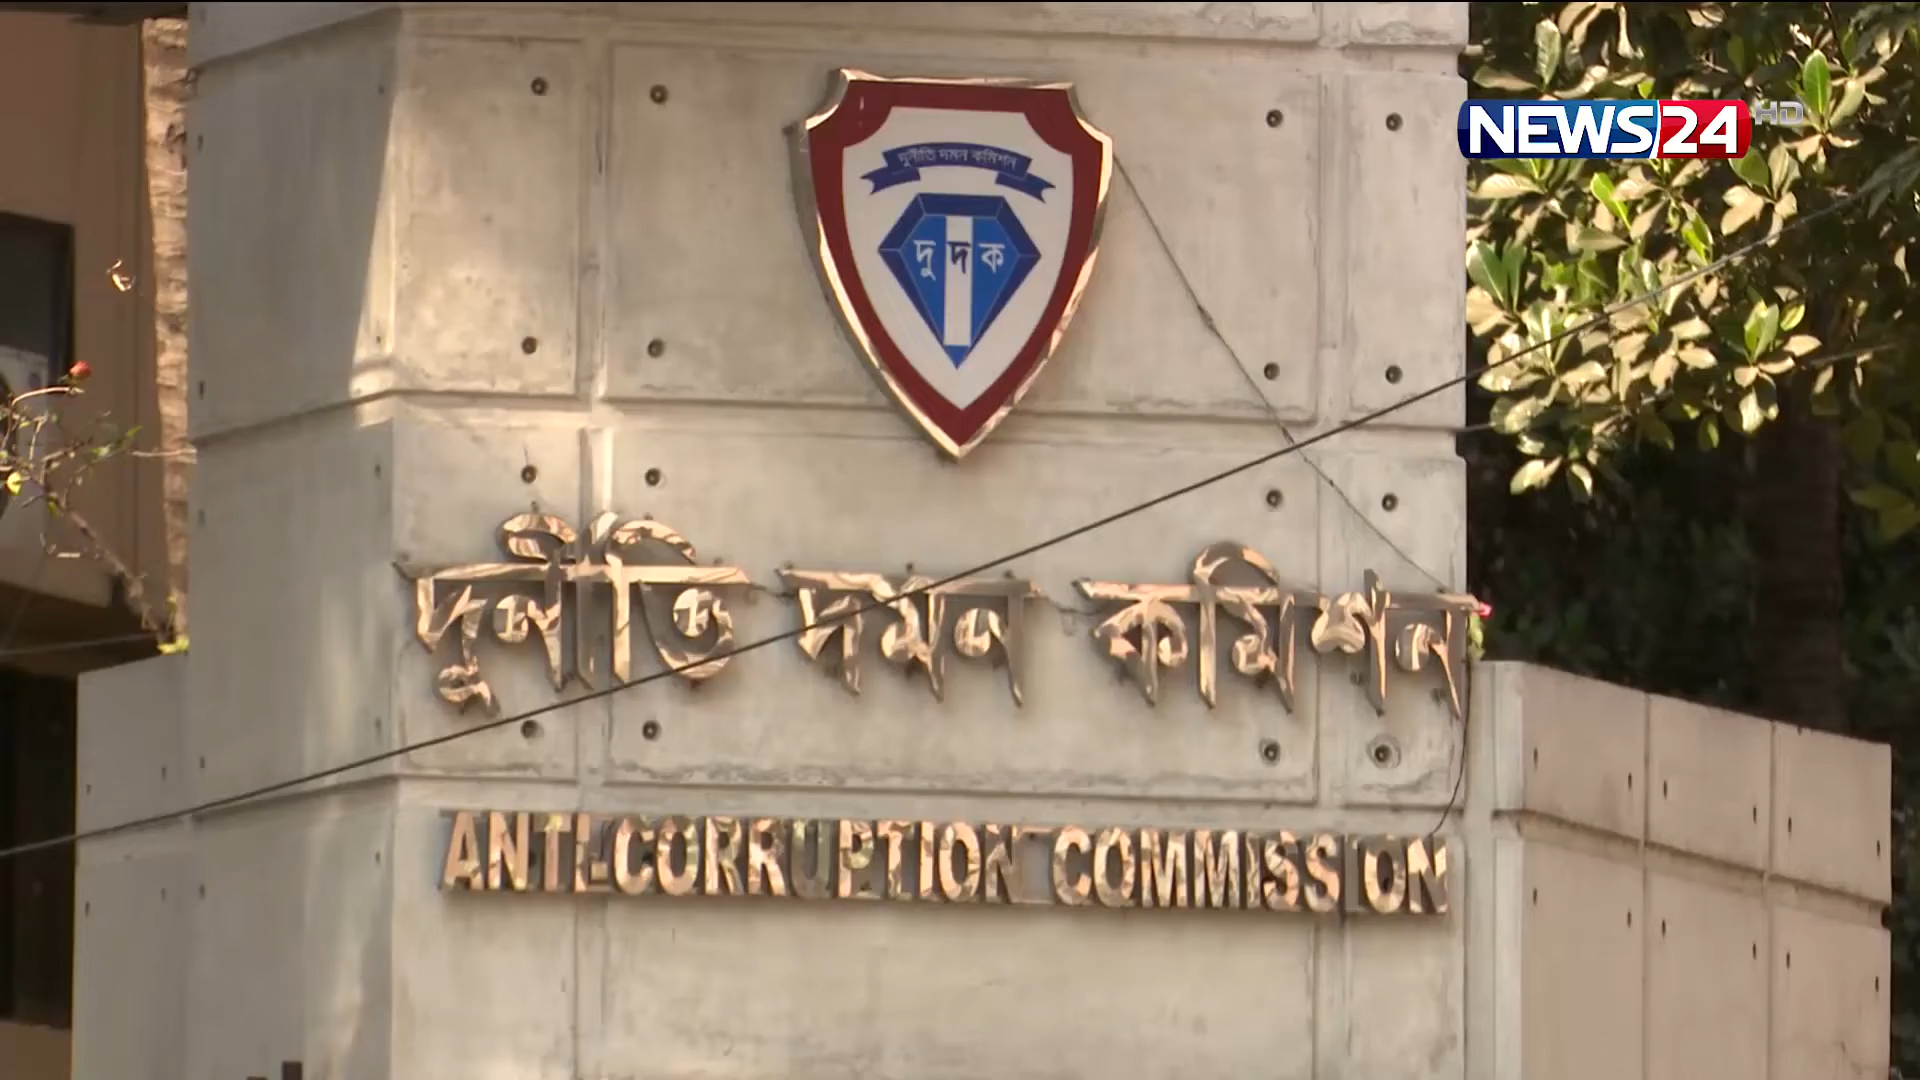 NEWS24 HD
দুর্নীতি দমন কমিশন
দুদক
দুর্নীতি দমন কমিশন
ANTI-CORRUPTION COMMISSION